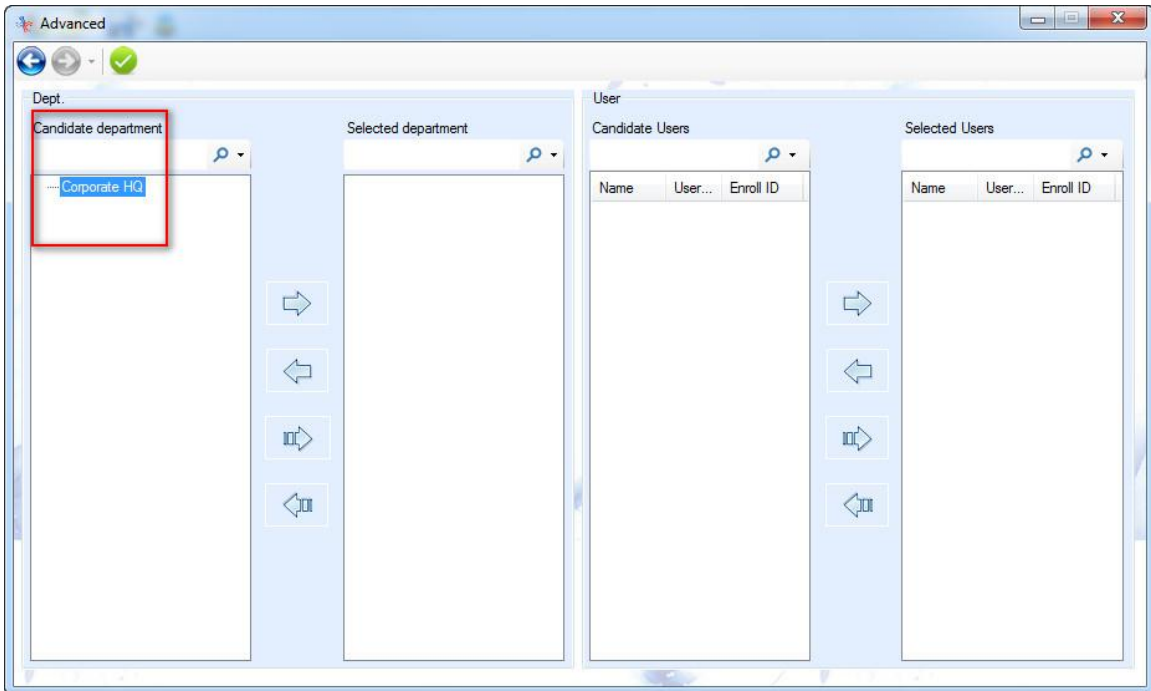 Advanced
Dept.
User
Candidate department
Selected department
Candidate Users
Selected Users
Corporate HQ
Name User... Enroll ID
Name User... Enroll ID